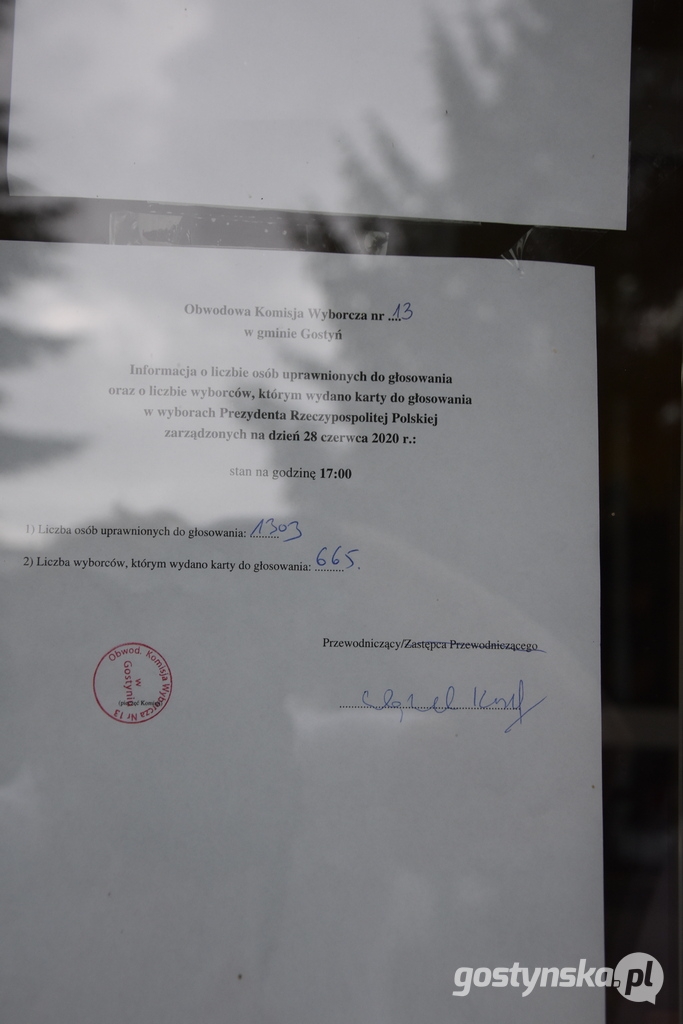 Obwodowa Komisja Wyborcza nr ....13
w gminie Gostyń
Informacja o liczbie osób uprawnionych do głosowania
oraz o liczbie wyborców, którym wydano karty do głosowania
w wyborach Prezydenta Rzeczypospolitej Polskiej
zarządzonych na dzień 28 czerwca 2020 r.:
stan na godzinę 17:00
1) Liczba osób uprawnionych do głosowania: 1303
2) Liczba wyborców, którym wydano karty do głosowania: 665.
Przewodniczący/Zastępca Przewodniczącego
Obwod. Komisja Wyborcza Nr 13
w
Gostyniu
(pieczęć Komisji)
gostynska.pl